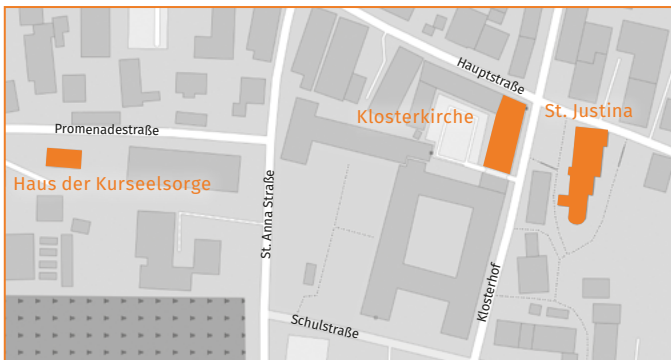 Hauptstraße
Klosterkirche
St. Justina
Promenadestraße
Haus der Kurseelsorge
St. Anna Straße
Klosterhof
Schulstraße